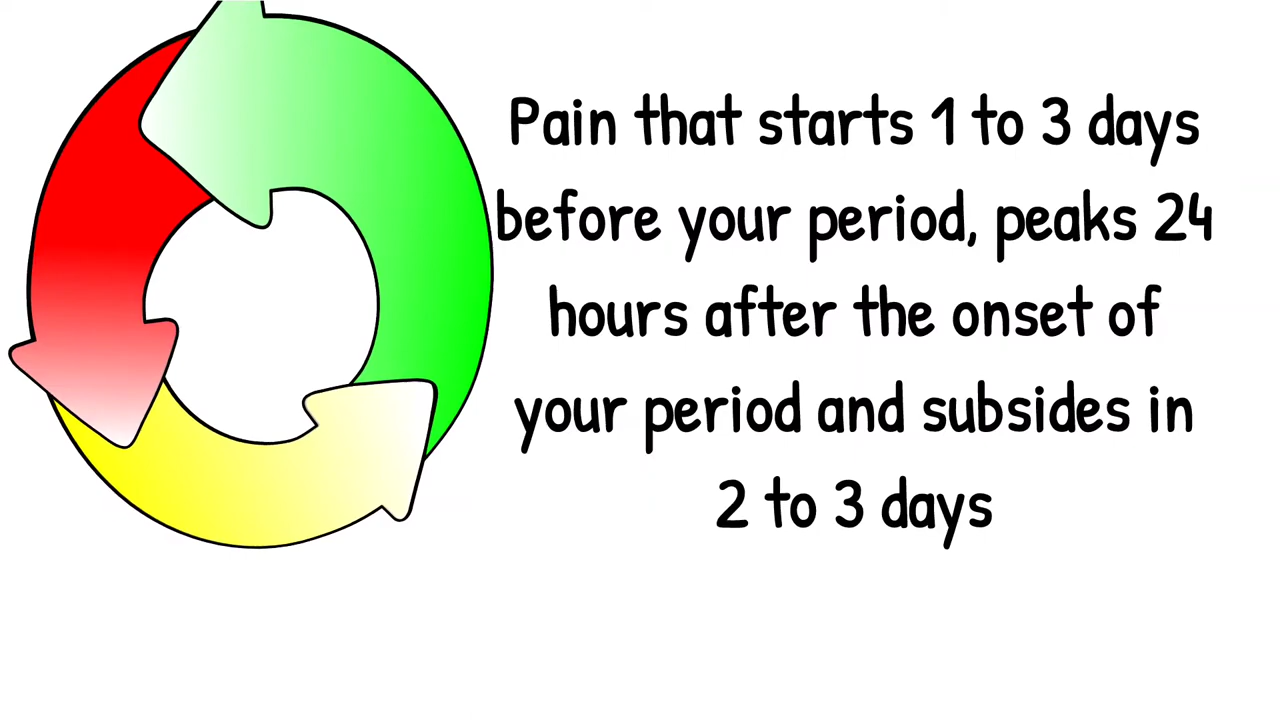 Pain that starts 1 to 3 days
before your period, peaks 24
hours after the onset of
your period and subsides in
2 to 3 days